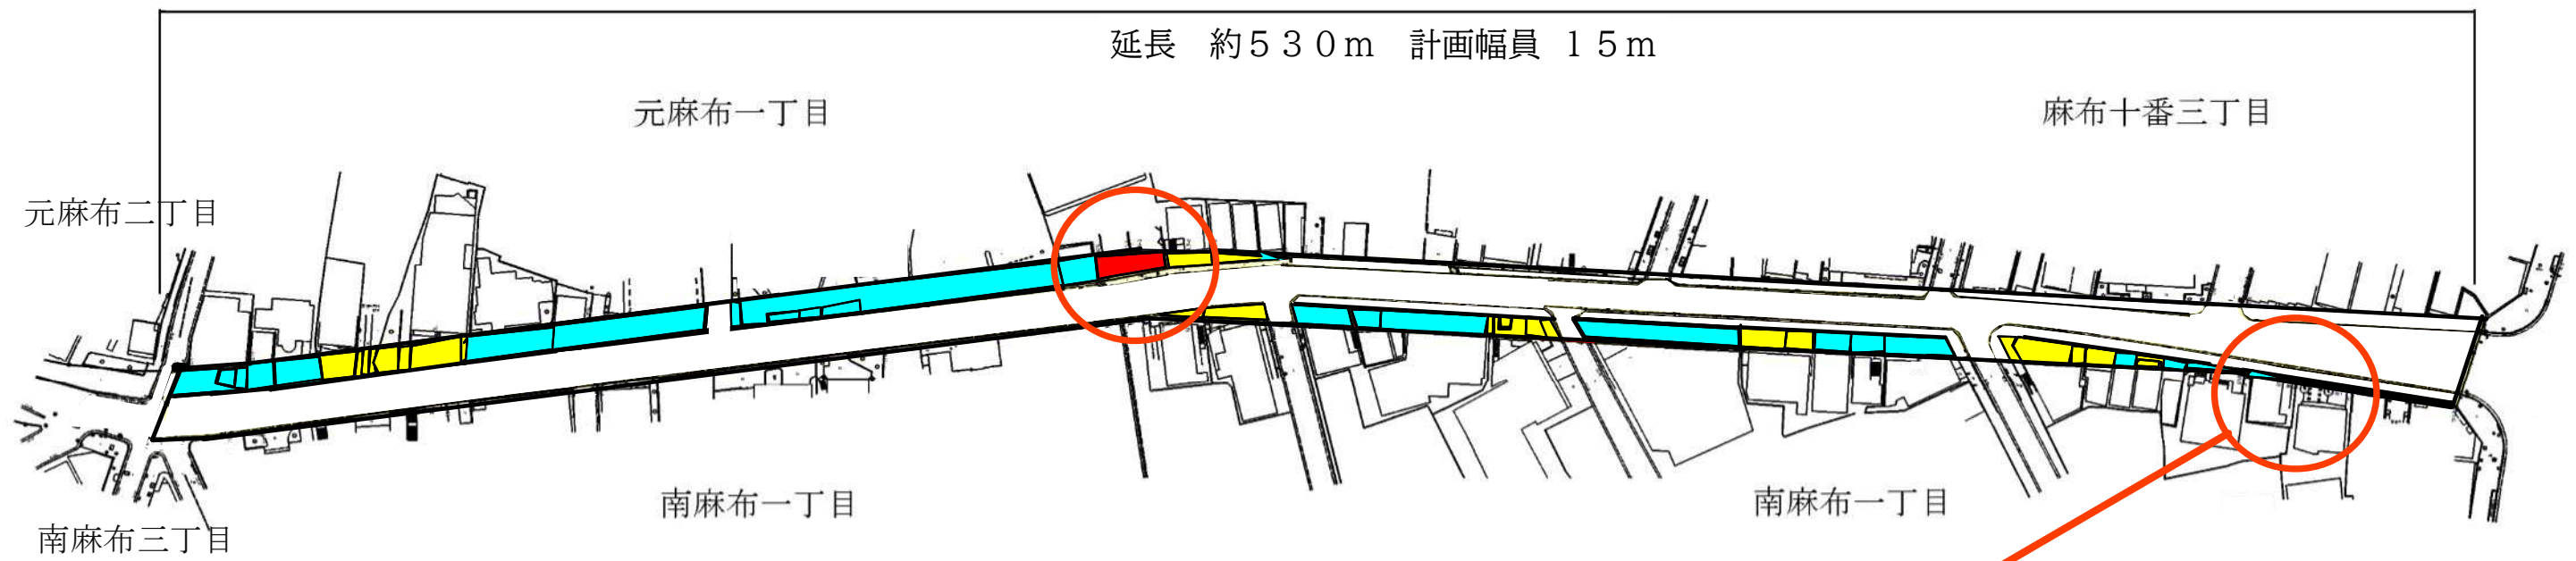 延長　約５３０ｍ　計画幅員 １５ｍ
元麻布一丁目
麻布十番三丁目
元麻布二丁目
南麻布一丁目
南麻布一丁目
南麻布三丁目